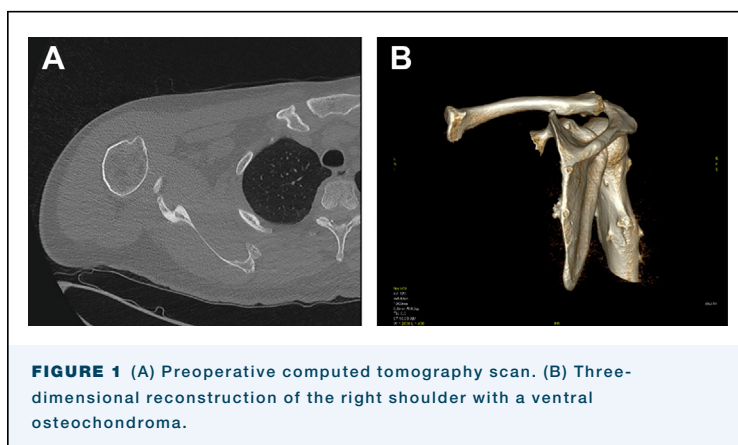 A
B
FIGURE 1 (A) Preoperative computed tomography scan. (B) Three-
dimensional reconstruction of the right shoulder with a ventral
osteochondroma.